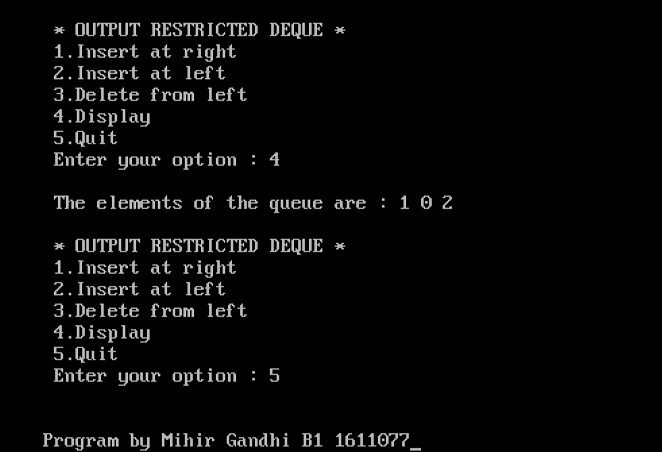 * OUTPUT RESTRICTED DEQUE *
1.Insert at right
2.Insert at left
3.Delete from left
4.Display
5.Quit
Enter your option : 4
The elements of the queue are : 1 0 2
* OUTPUT RESTRICTED DEQUE *
1.Insert at right
2.Insert at left
3.Delete from left
4.Display
5.Quit
Enter your option : 5
Program by Mihir Gandhi B1 1611077_